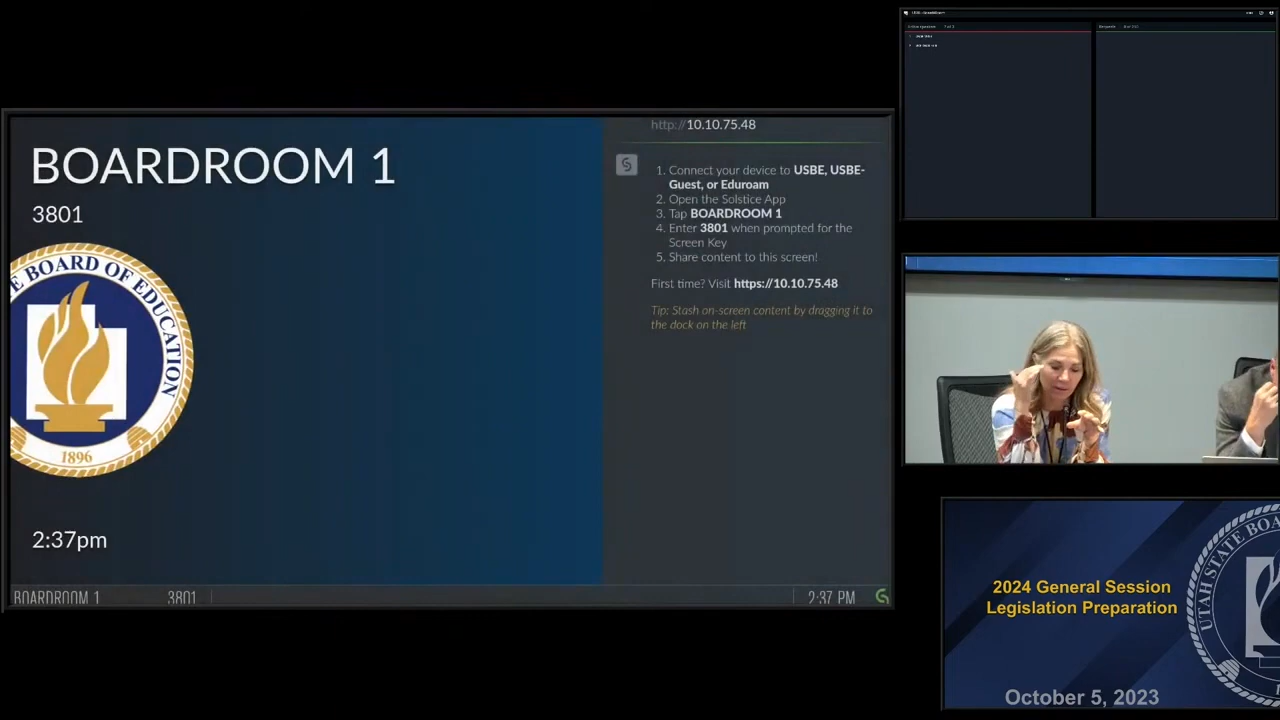 BOARDROOM 1
3801
E BOARD OF EDUCATION
1896
2:37pm
http://10.10.75.48
1. Connect your device to USBE, USBE-
Guest, or Eduroam
2. Open the Solstice App
3. Tap BOARDROOM 1
4. Enter 3801 when prompted for the
Screen Key
5. Share content to this screen!
First time? Visit https://10.10.75.48
Tip: Stash on-screen content by dragging it to
the dock on the left
BOARDROOM 1 3801 2:37 PM
2024 General Session
Legislation Preparation
UTAH STATE BOA
October 5, 2023